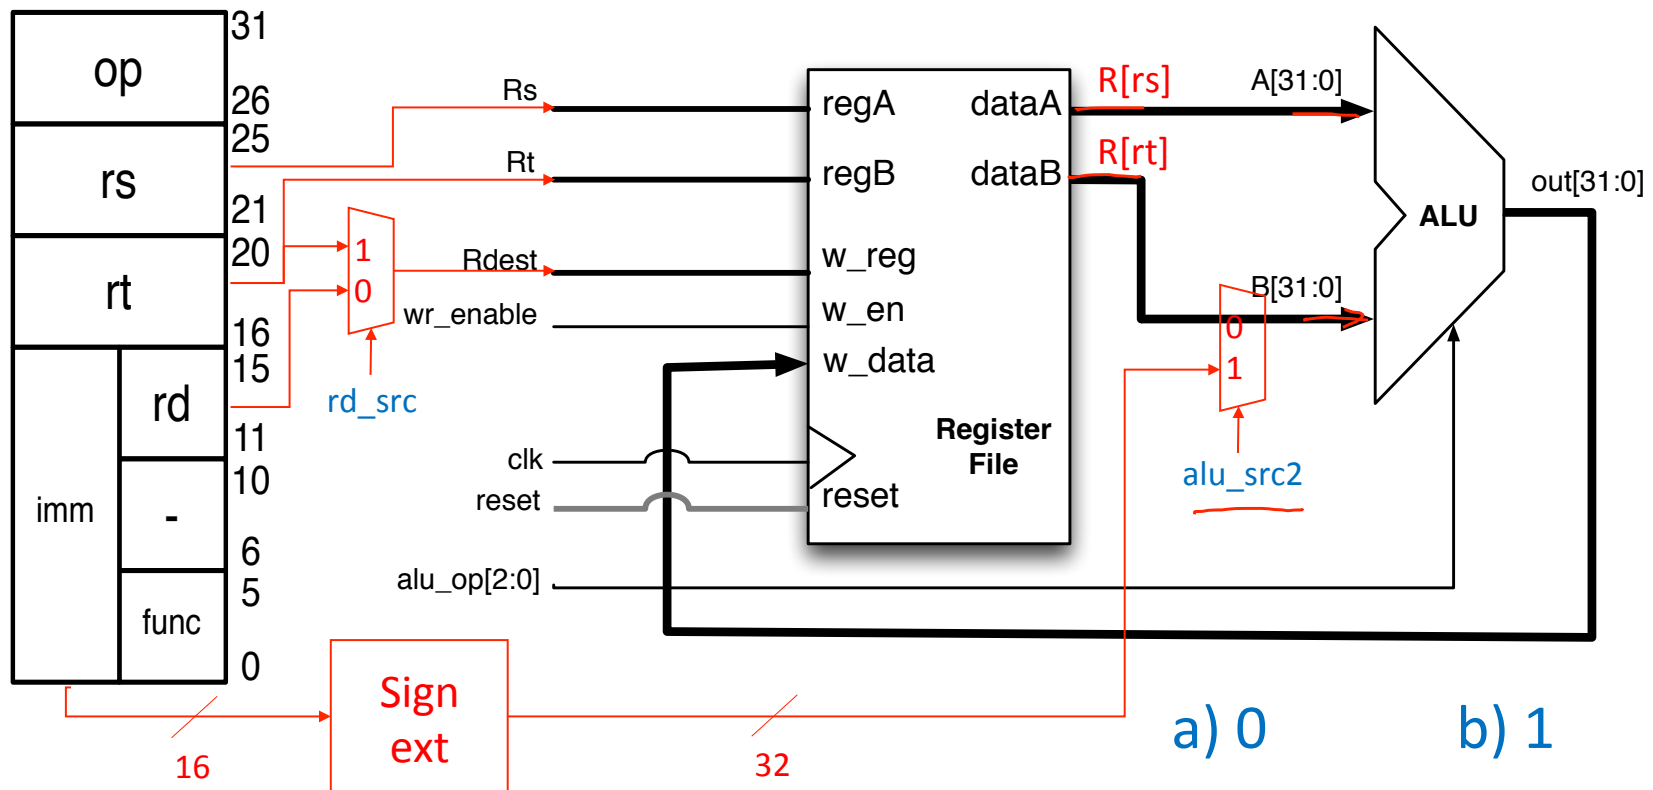 op
31
26
rs
25
21
rt
20
16
imm
rd
15
11
-
10
6
func
5
0
Rs
Rt
1
0
Rdest
rd_src
wr_enable
clk
reset
alu_op[2:0]
regA
dataA
regB
dataB
w_reg
w_en
w_data
Register
File
reset
R[rs]
R[rt]
A[31:0]
B[31:0]
0
1
alu_src2
ALU
out[31:0]
16
Sign
ext
32
a) 0
b) 1